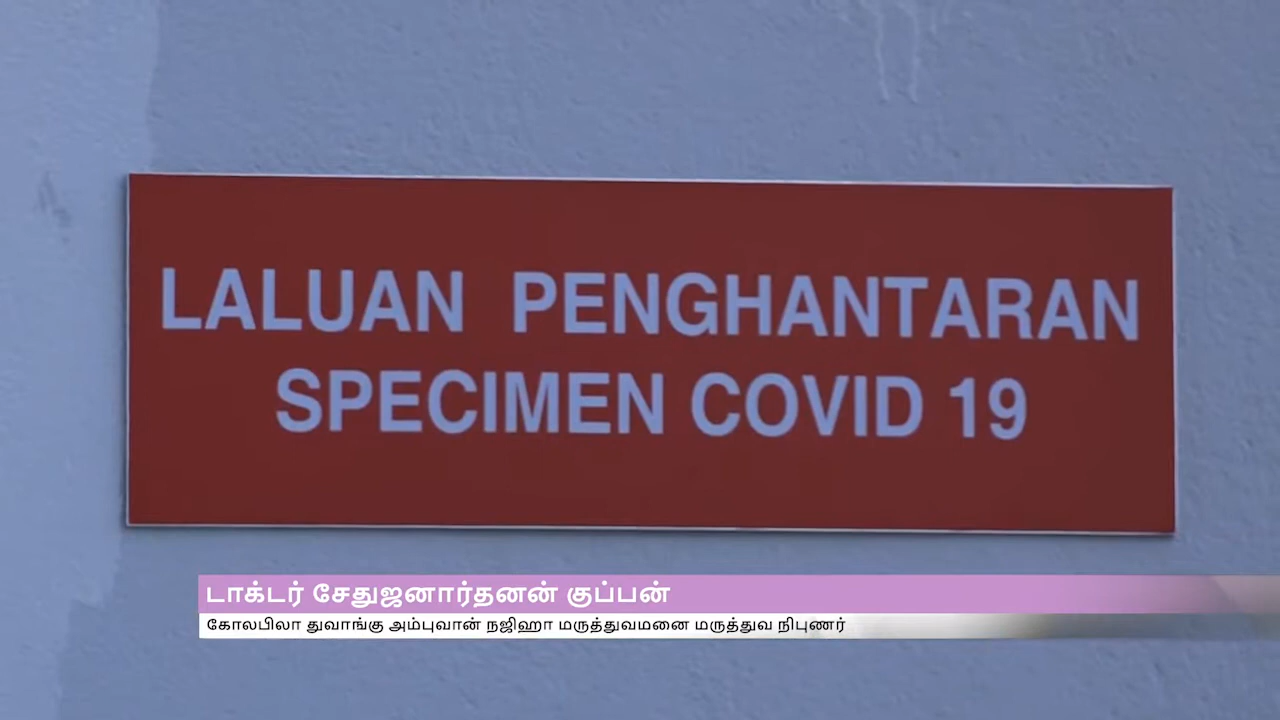 LALUAN PENGHANTARAN
SPECIMEN COVID 19
டாக்டர் சேதுஜனார்தனன் குப்பன்
கோலபிலா துவாங்கு அம்புவான் நஜிஹா மருத்துவமனை மருத்துவ நிபுணர்